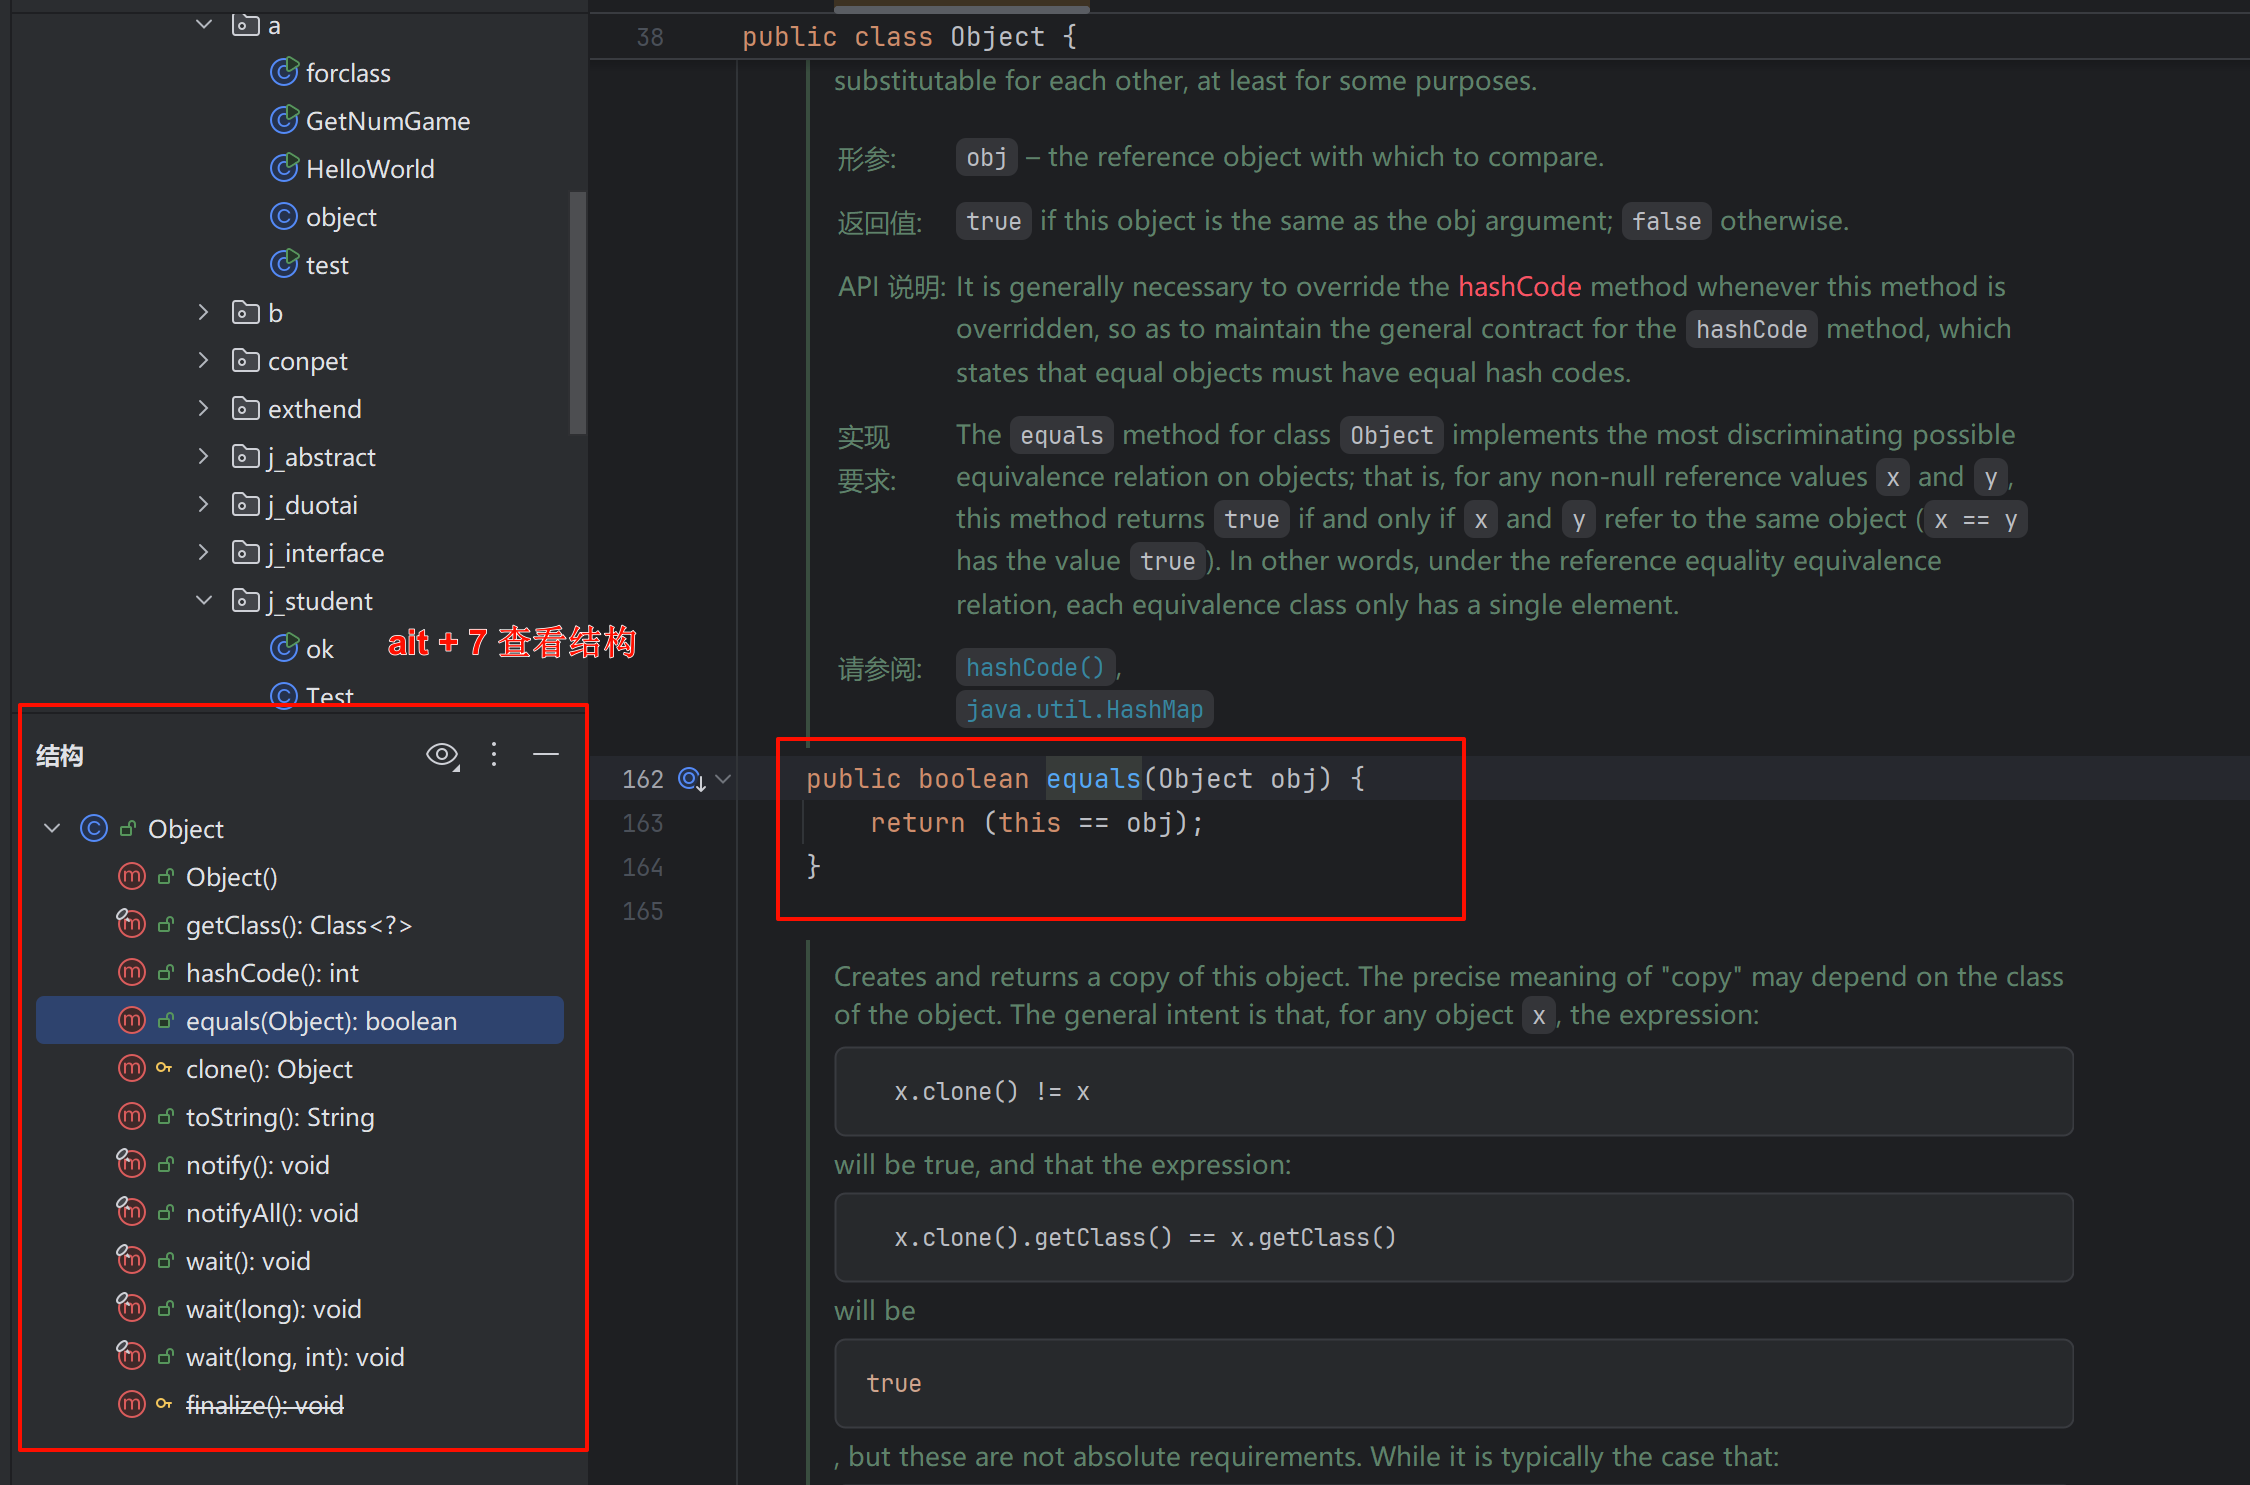 a
forclass
GetNumGame
HelloWorld
object
test
b
conpet
exthend
j_abstract
j_duotai
j_interface
j_student
ok
Test
ait + 7 查看结构
结构
Object
Object()
getClass(): Class<?>
hashCode(): int
equals(Object): boolean
clone(): Object
toString(): String
notify(): void
notifyAll(): void
wait(): void
wait(long): void
wait(long, int): void
finalize(): void
38 public class Object {
substitutable for each other, at least for some purposes.
形参: obj – the reference object with which to compare.
返回值: true if this object is the same as the obj argument; false otherwise.
API 说明: It is generally necessary to override the hashCode method whenever this method is
overridden, so as to maintain the general contract for the hashCode method, which
states that equal objects must have equal hash codes.
实现 The equals method for class Object implements the most discriminating possible
要求: equivalence relation on objects; that is, for any non-null reference values x and y,
this method returns true if and only if x and y refer to the same object ( x == y
has the value true ). In other words, under the reference equality equivalence
relation, each equivalence class only has a single element.
请参阅: hashCode(),
java.util.HashMap
162 public boolean equals(Object obj) {
163 return (this == obj);
164 }
165
Creates and returns a copy of this object. The precise meaning of "copy" may depend on the class
of the object. The general intent is that, for any object x, the expression:
x.clone() != x
will be true, and that the expression:
x.clone().getClass() == x.getClass()
will be
true
, but these are not absolute requirements. While it is typically the case that: